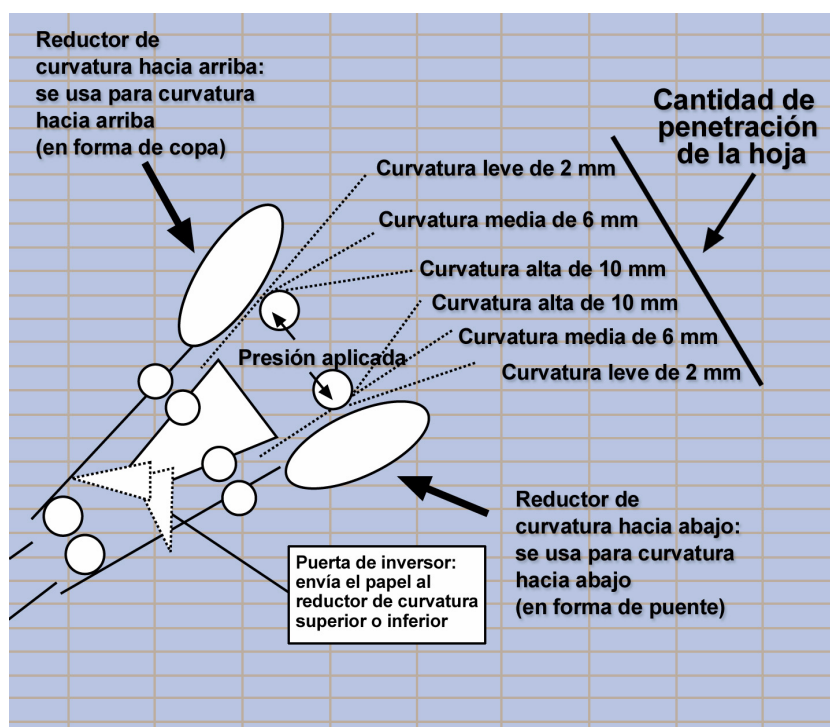 Reductor de
curvatura hacia arriba:
se usa para curvatura
hacia arriba
(en forma de copa)
Cantidad de
penetración
de la hoja
Curvatura leve de 2 mm
Curvatura media de 6 mm
Curvatura alta de 10 mm
Curvatura alta de 10 mm
Curvatura media de 6 mm
Curvatura leve de 2 mm
Presión aplicada
Reductor de
curvatura hacia abajo:
se usa para curvatura
hacia abajo
(en forma de puente)
Puerta de inversor:
envía el papel al
reductor de curvatura
superior o inferior